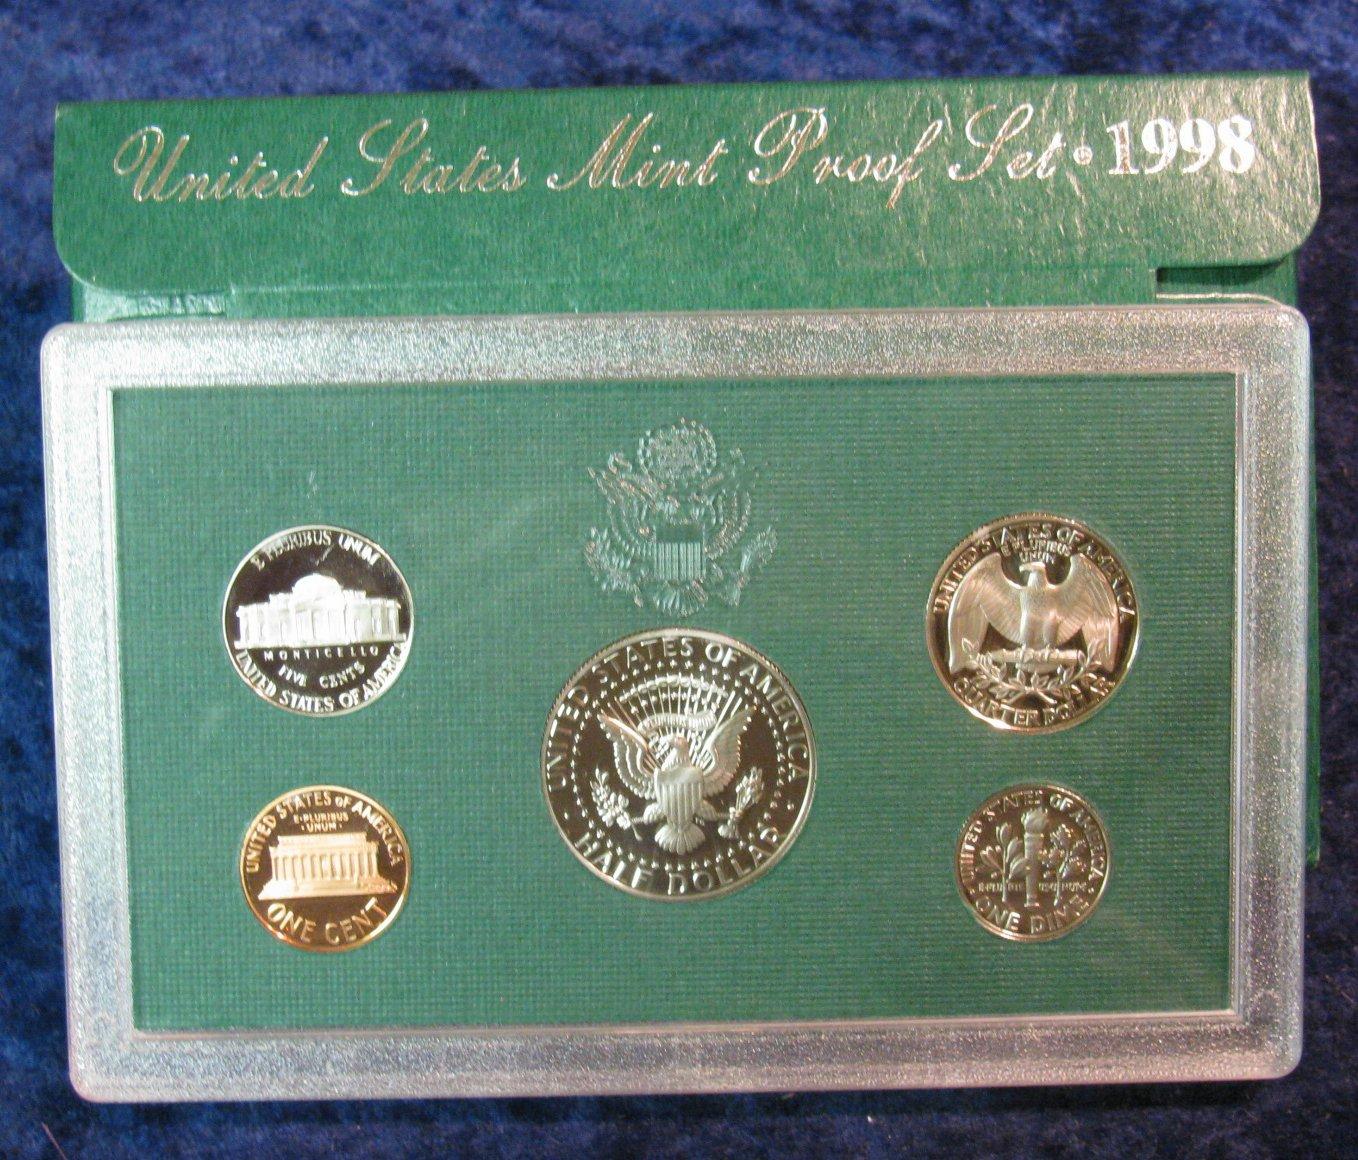 United States Mint Proof Set • 1998
E PLURIBUS UNUM
MONTICELLO
FIVE CENTS
UNITED STATES OF AMERICA
UNITED STATES OF AMERICA
E PLURIBUS
UNUM
QUARTER DOLLAR
UNITED STATES OF AMERICA
HALF DOLLAR
UNITED STATES OF AMERICA
E • PLURIBUS
• UNUM •
ONE CENT
UNITED STATES OF AMERICA
ONE DIME